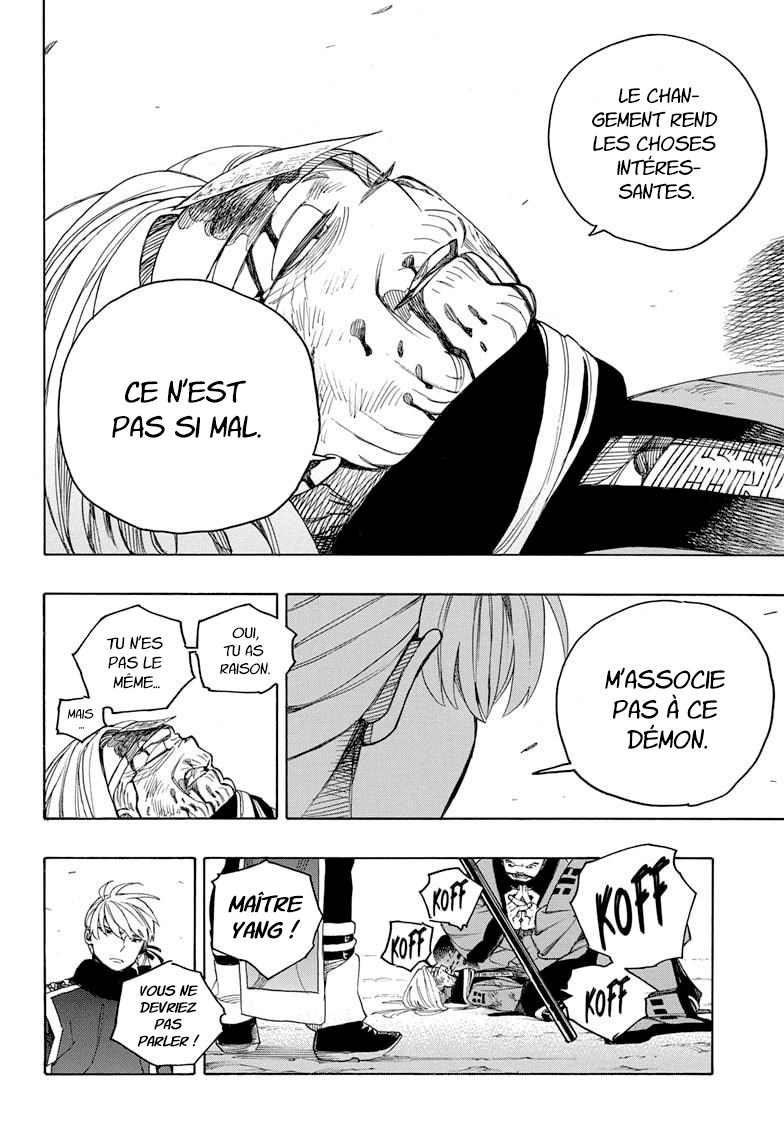 LE CHAN-
GEMENT REND
LES CHOSES
INTÉRES-
SANTES.
CE N'EST
PAS SI MAL.
M'ASSOCIE
PAS À CE
DÉMON.
OUI,
TU AS
RAISON.
TU N'ES
PAS LE
MÊME...
MAIS
...
MAÎTRE
YANG !
KOFF
KOFF
KOFF
KOFF
VOUS NE
DEVRIEZ
PAS
PARLER !